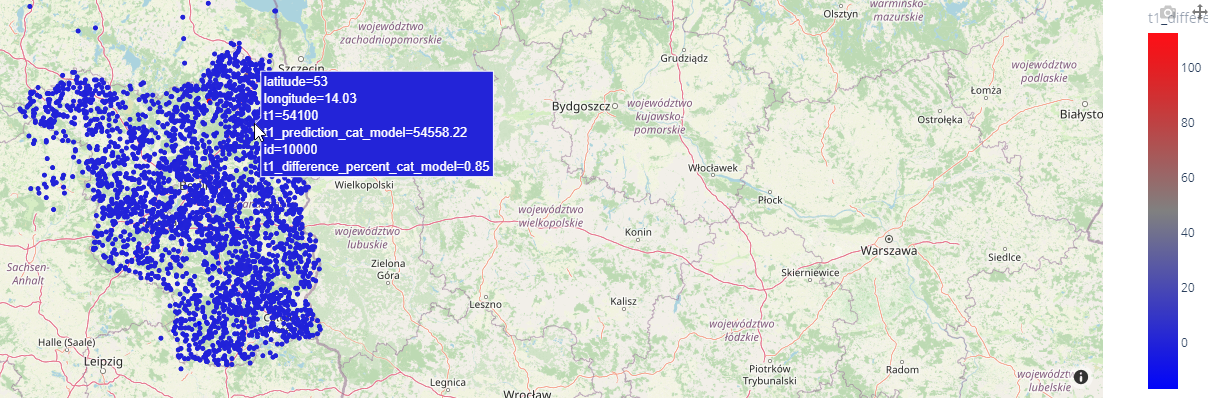 warmińsko-
mazurskie
Olsztyn
t1_differe
województwo
zachodniopomorskie
Szczecin
Grudziądz
województwo
podlaskie
latitude=53
longitude=14.03
t1=54100
t1_prediction_cat_model=54558.22
id=10000
t1_difference_percent_cat_model=0.85
100
Łomża
Bydgoszcz
województwo
kujawsko-
pomorskie
Ostrołęka
Białysto
80
Włocławek
60
Wielkopolski
Płock
województwo
wielkopolskie
województwo
lubuskie
Konin
40
Warszawa
Siedlce
Sachsen-
Anhalt
Zielona
Góra
Skierniewice
20
Leszno
Kalisz
województwo
łódzkie
0
Halle (Saale)
Leipzig
Piotrków
Trybunalski
Radom
Legnica
Wrocław
województwo
lubelskie
i